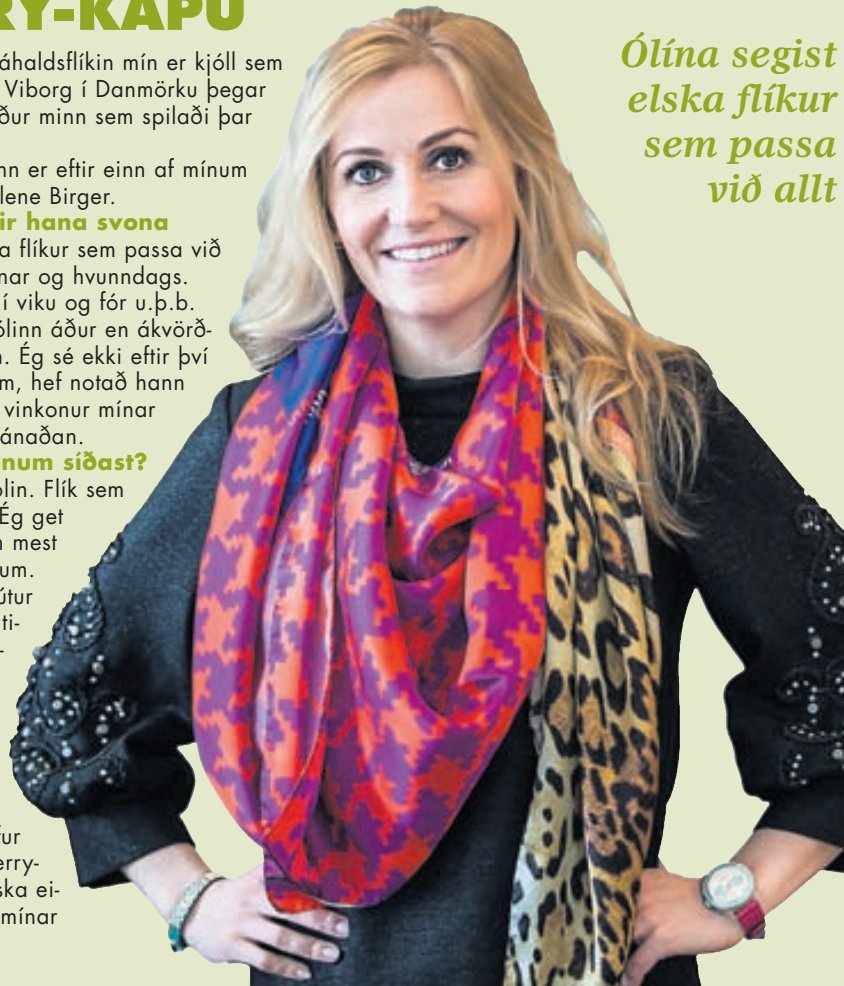 RY-KÁPU
áhaldsflíkin mín er kjóll sem
Viborg í Danmörku þegar
ður minn sem spilaði þar
nn er eftir einn af mínum
lene Birger.
ir hana svona
a flíkur sem passa við
nar og hvunndags.
í viku og fór u.þ.b.
ólinn áður en ákvörð-
n. Ég sé ekki eftir því
m, hef notað hann
vinkonur mínar
ánaðan.
num síðast?
ólin. Flík sem
Ég get
n mest
um.
útur
ti-
-
fur
erry-
ska ei-
mínar
Ólína segist
elska flíkur
sem passa
við allt